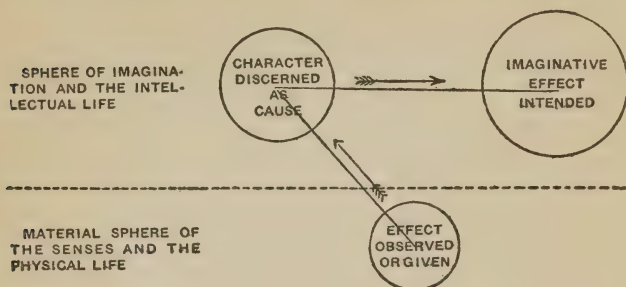 SPHERE OF IMAGINA-
TION AND THE INTEL-
LECTUAL LIFE
CHARACTER
DISCERNED
AS
CAUSE
IMAGINATIVE
EFFECT
INTENDED
MATERIAL SPHERE OF
THE SENSES AND THE
PHYSICAL LIFE
EFFECT
OBSERVED
OR GIVEN